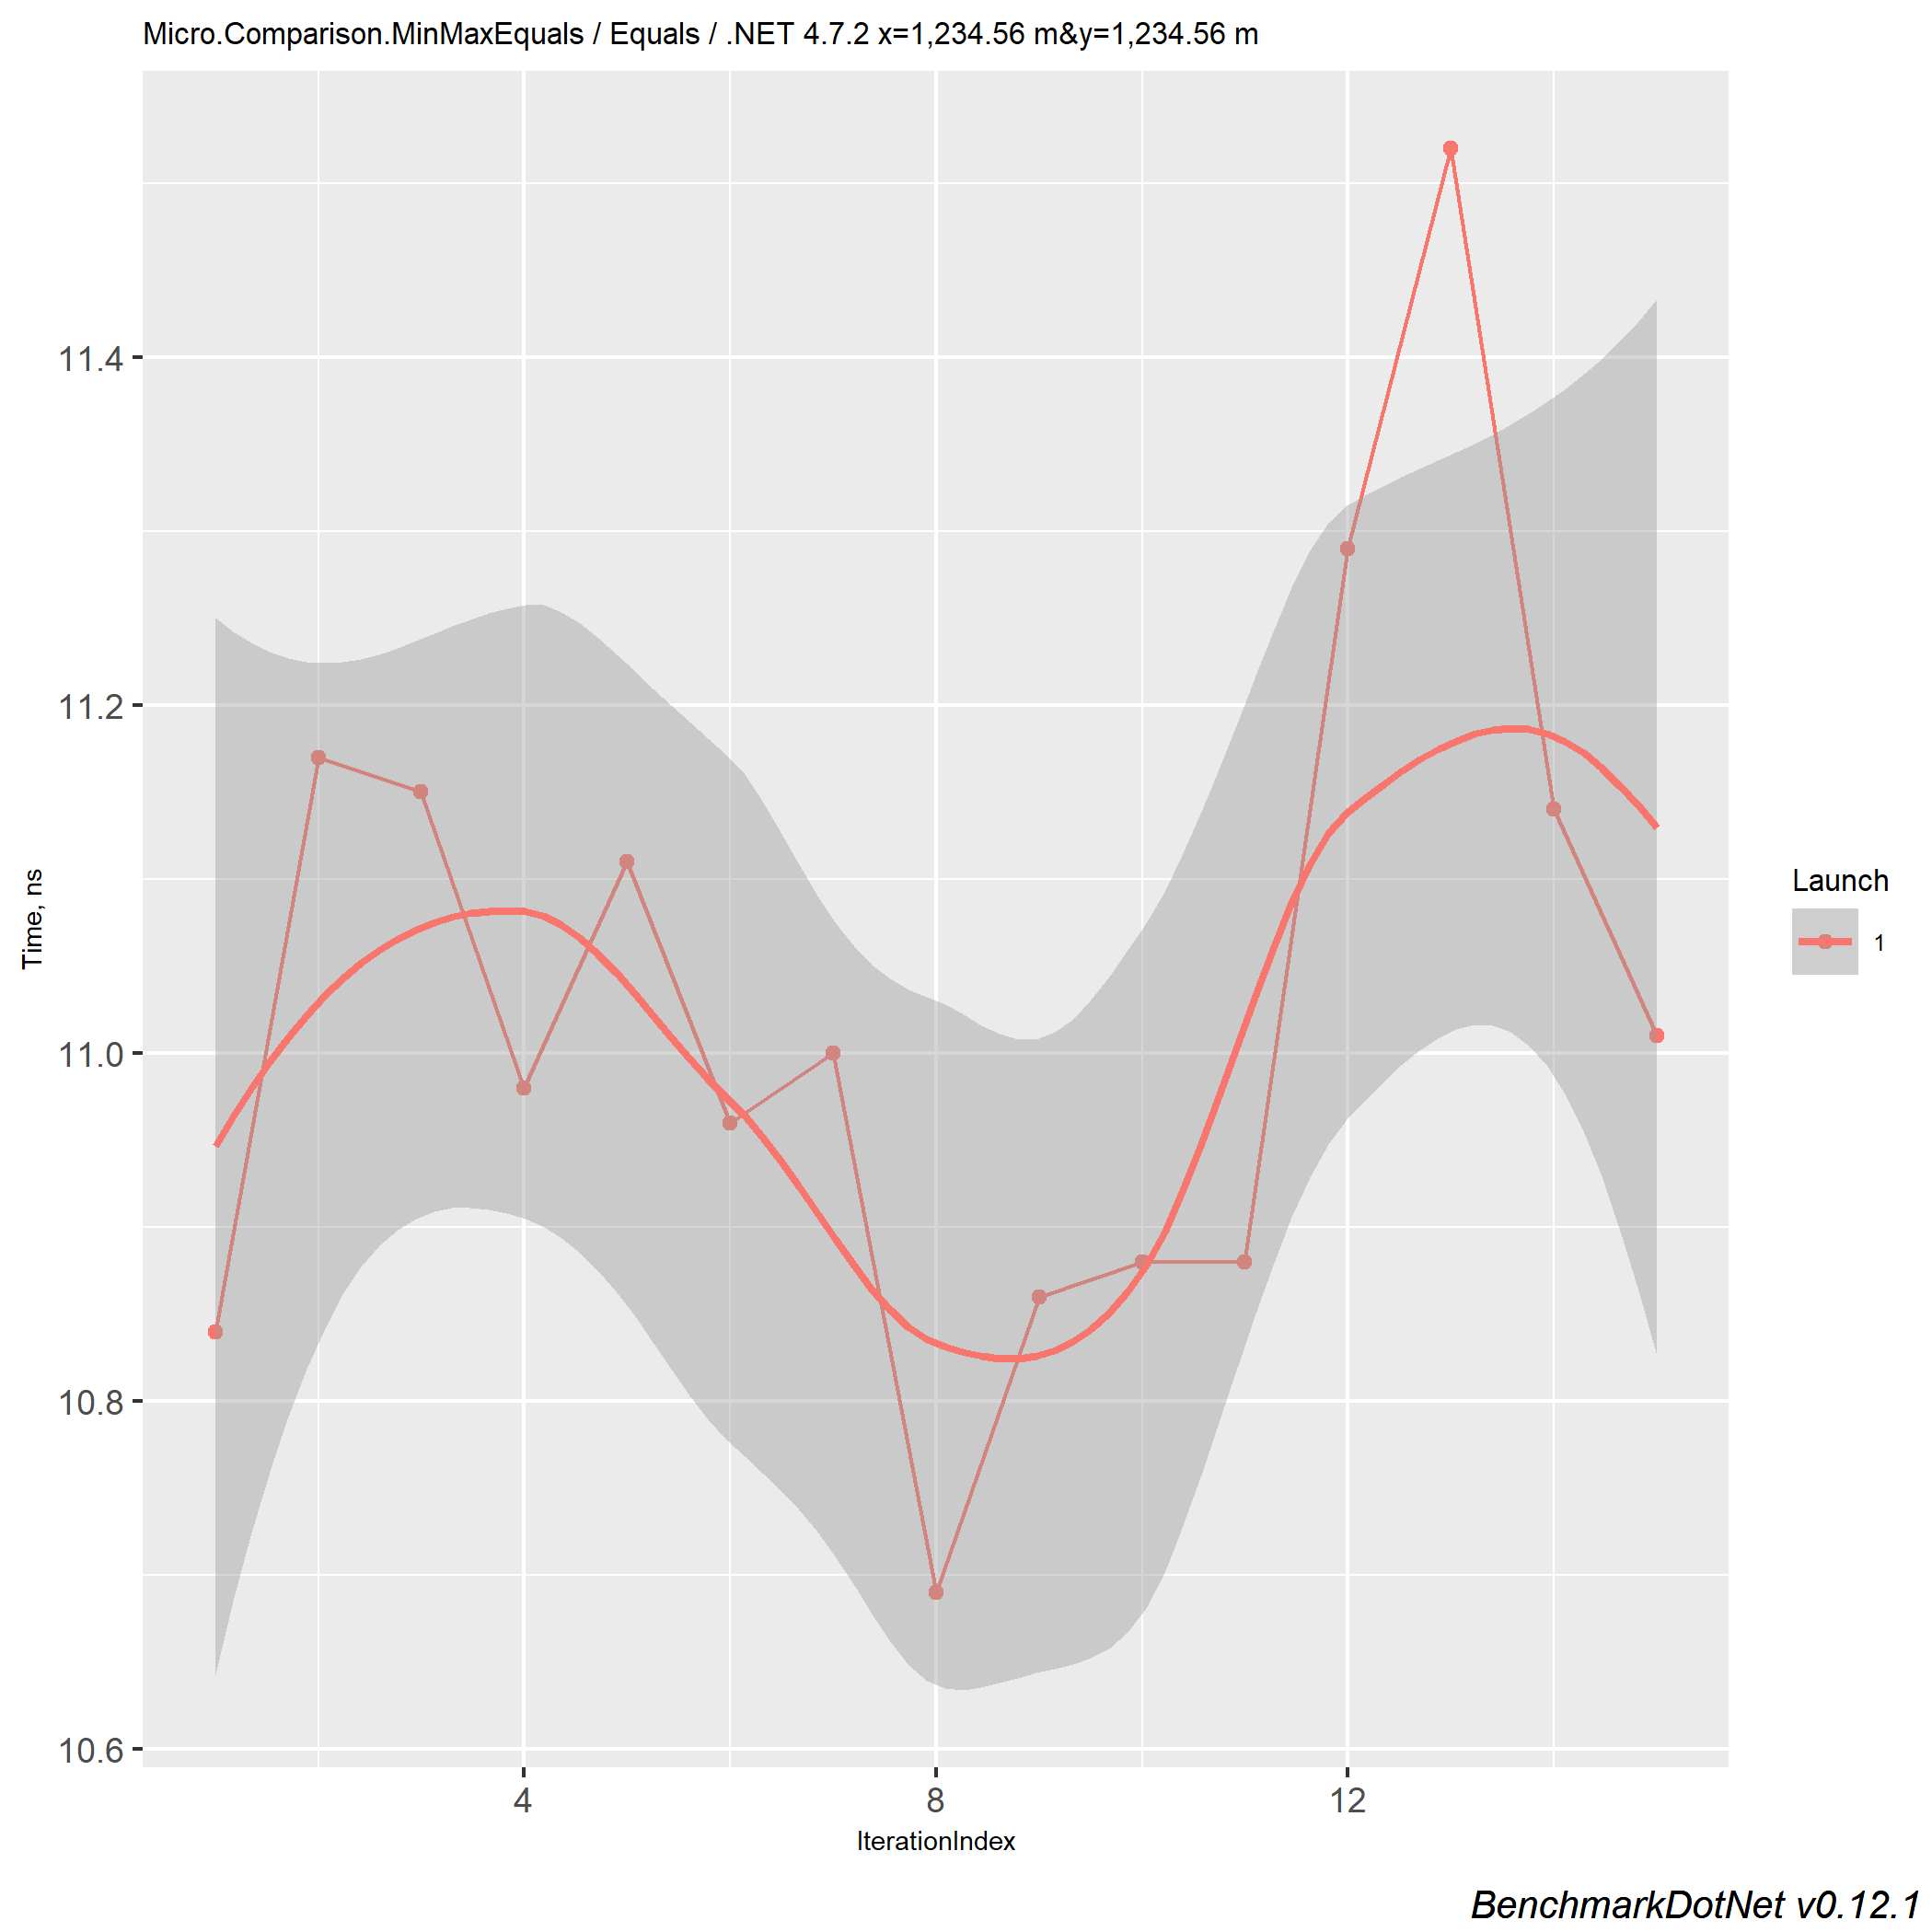 Micro.Comparison.MinMaxEquals / Equals / .NET 4.7.2 x=1,234.56 m&y=1,234.56 m
11.4
11.2
11.0
10.8
10.6
Time, ns
4 8 12
IterationIndex
Launch
1
BenchmarkDotNet v0.12.1